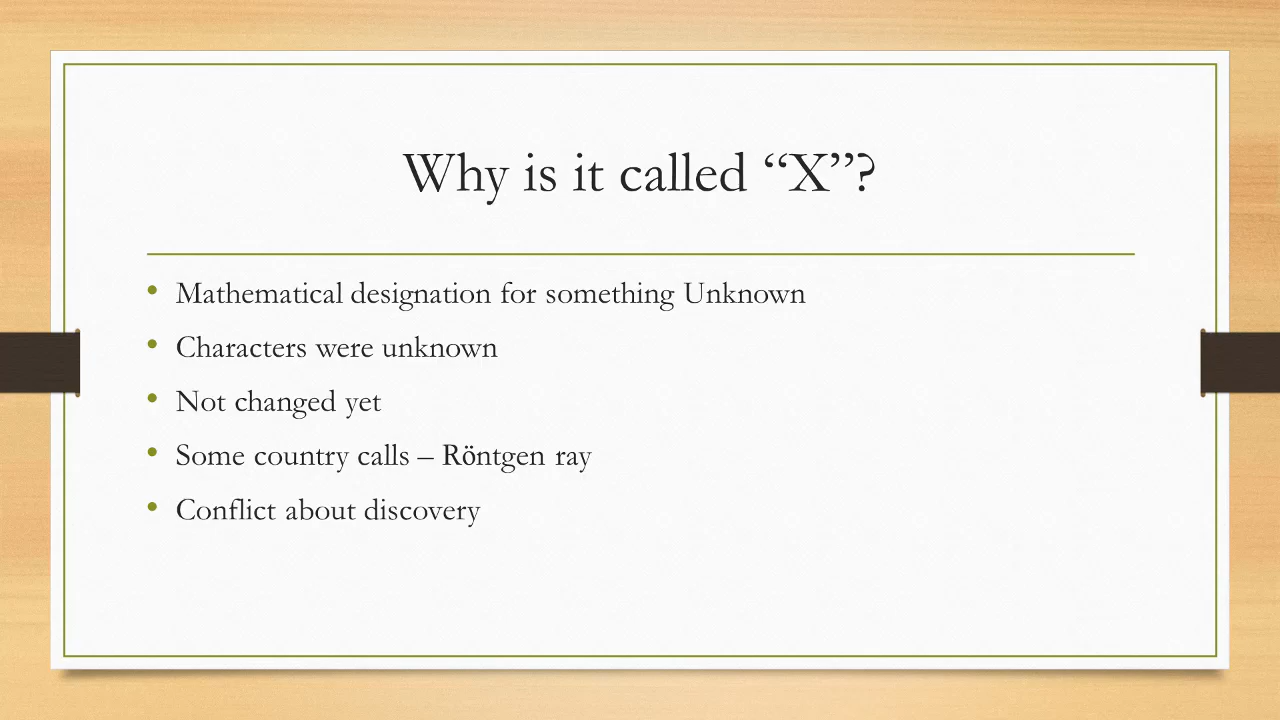 Why is it called “X”?
• Mathematical designation for something Unknown
• Characters were unknown
• Not changed yet
• Some country calls – Röntgen ray
• Conflict about discovery